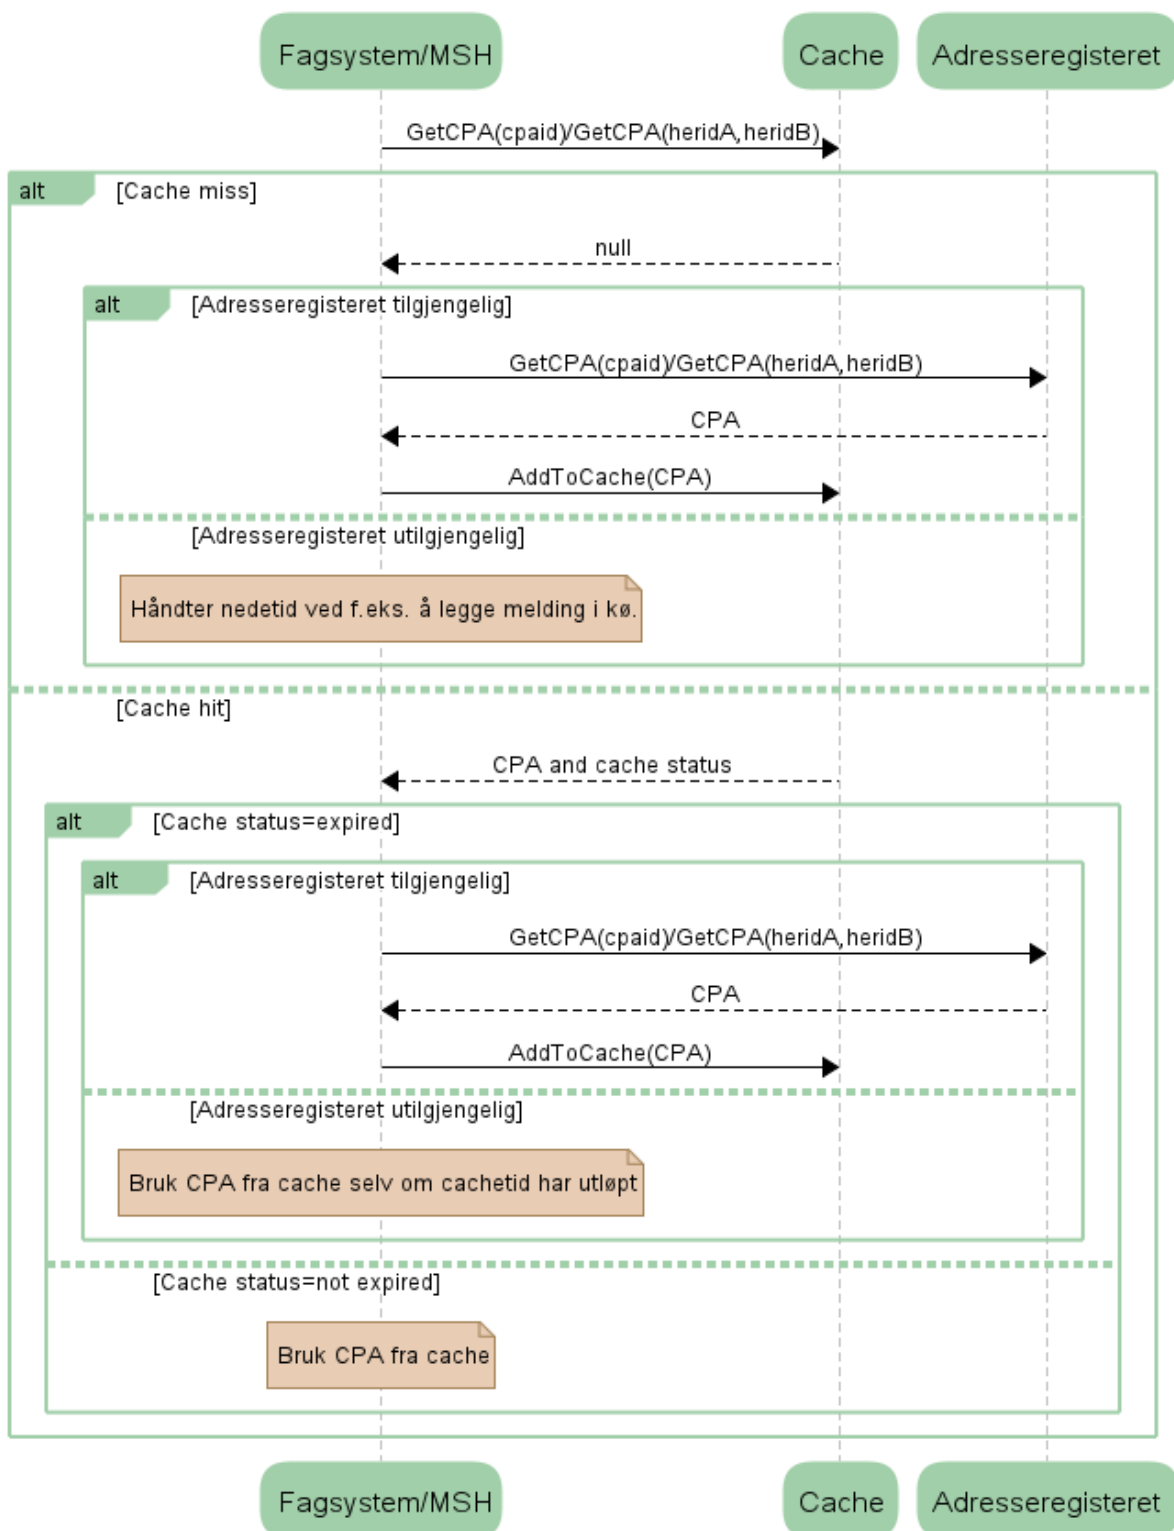 Fagsystem/MSH
Cache
Adresseregisteret
GetCPA(cpaid)/GetCPA(heridA,heridB)
alt
[Cache miss]
null
alt
[Adresseregisteret tilgjengelig]
GetCPA(cpaid)/GetCPA(heridA,heridB)
CPA
AddToCache(CPA)
[Adresseregisteret utilgjengelig]
Håndter nedetid ved f.eks. å legge melding i kø.
[Cache hit]
CPA and cache status
alt
[Cache status=expired]
alt
[Adresseregisteret tilgjengelig]
GetCPA(cpaid)/GetCPA(heridA,heridB)
CPA
AddToCache(CPA)
[Adresseregisteret utilgjengelig]
Bruk CPA fra cache selv om cachetid har utløpt
[Cache status=not expired]
Bruk CPA fra cache
Fagsystem/MSH
Cache
Adresseregisteret